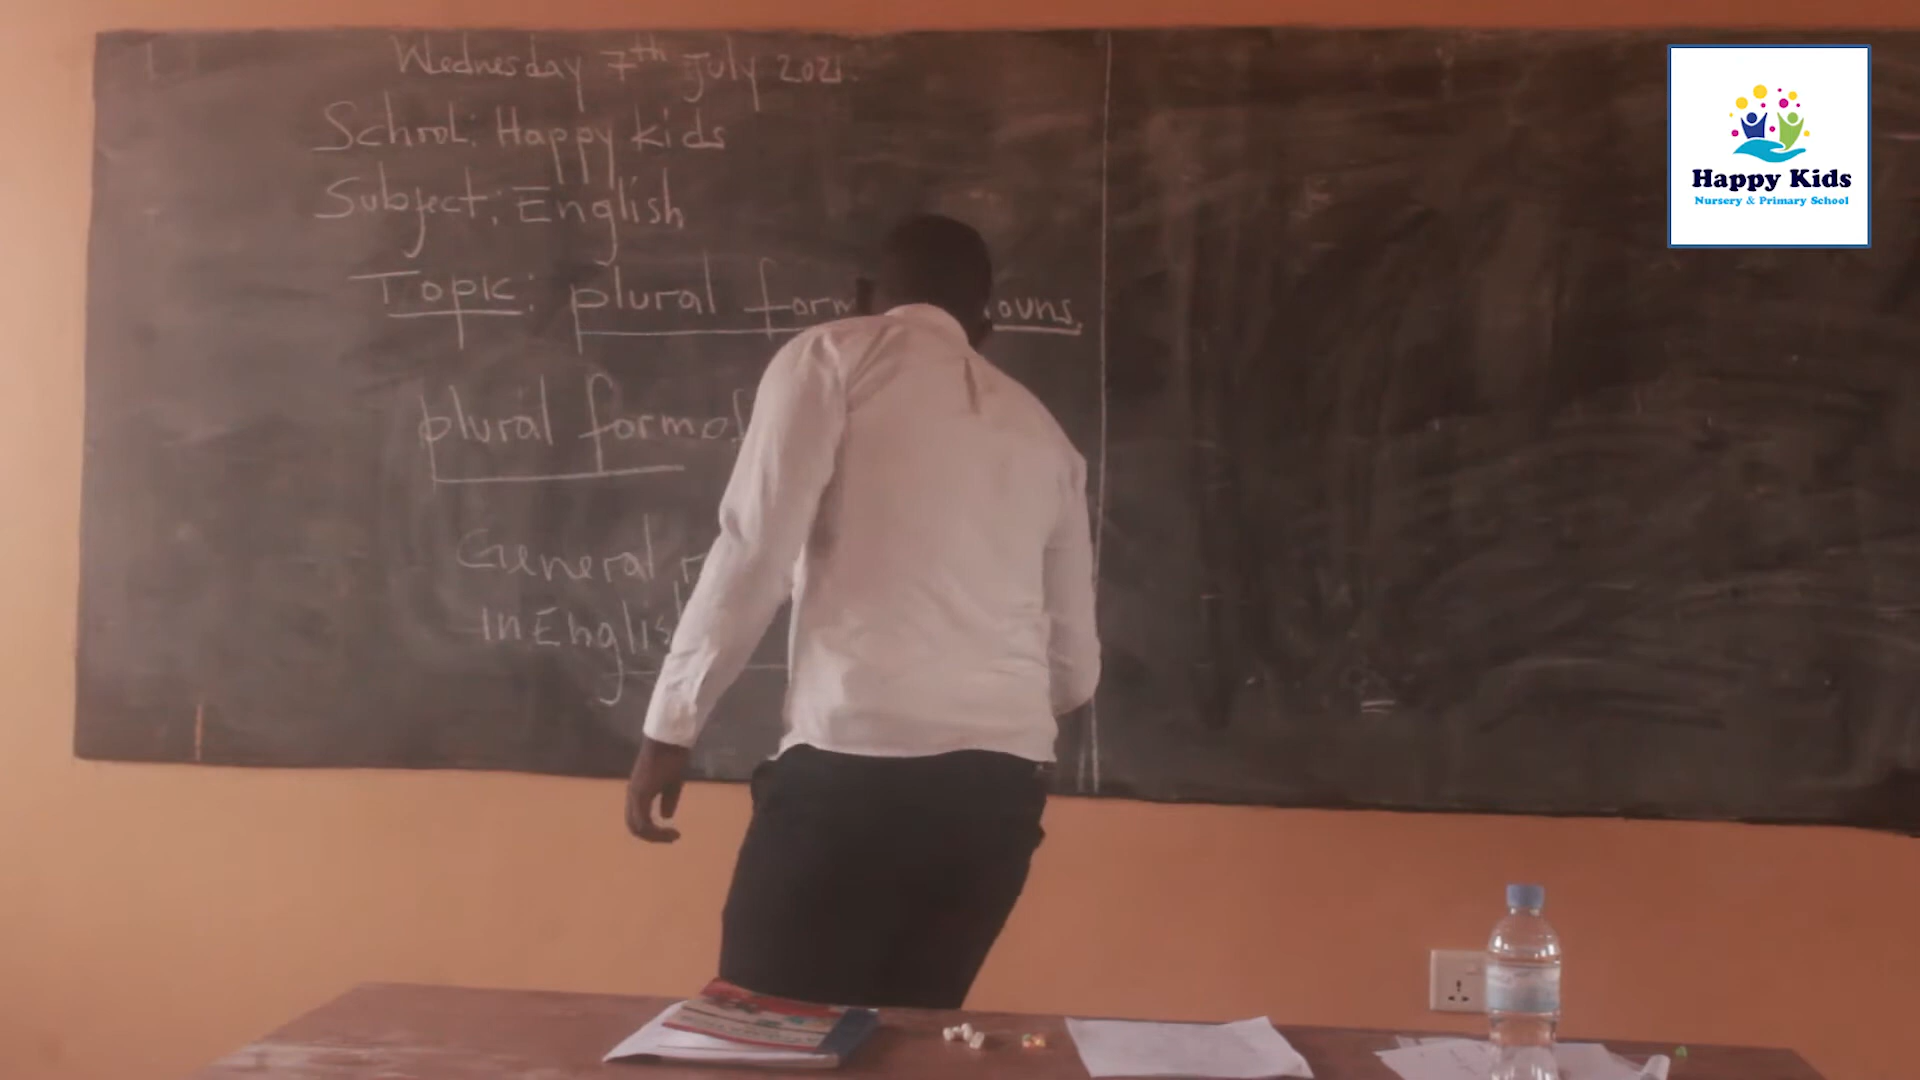 Wednesday 7th July 2021.
School: Happy kids
Subject: English
Topic: plural form nouns.
plural form of
General
In English
Happy Kids
Nursery & Primary School